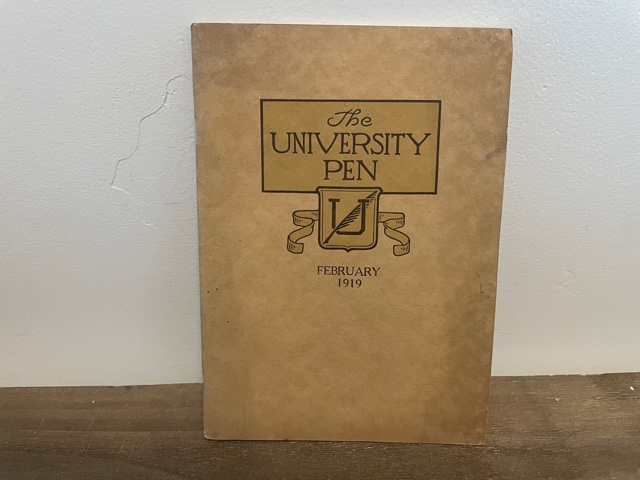 The
UNIVERSITY
PEN
U
FEBRUARY
1919